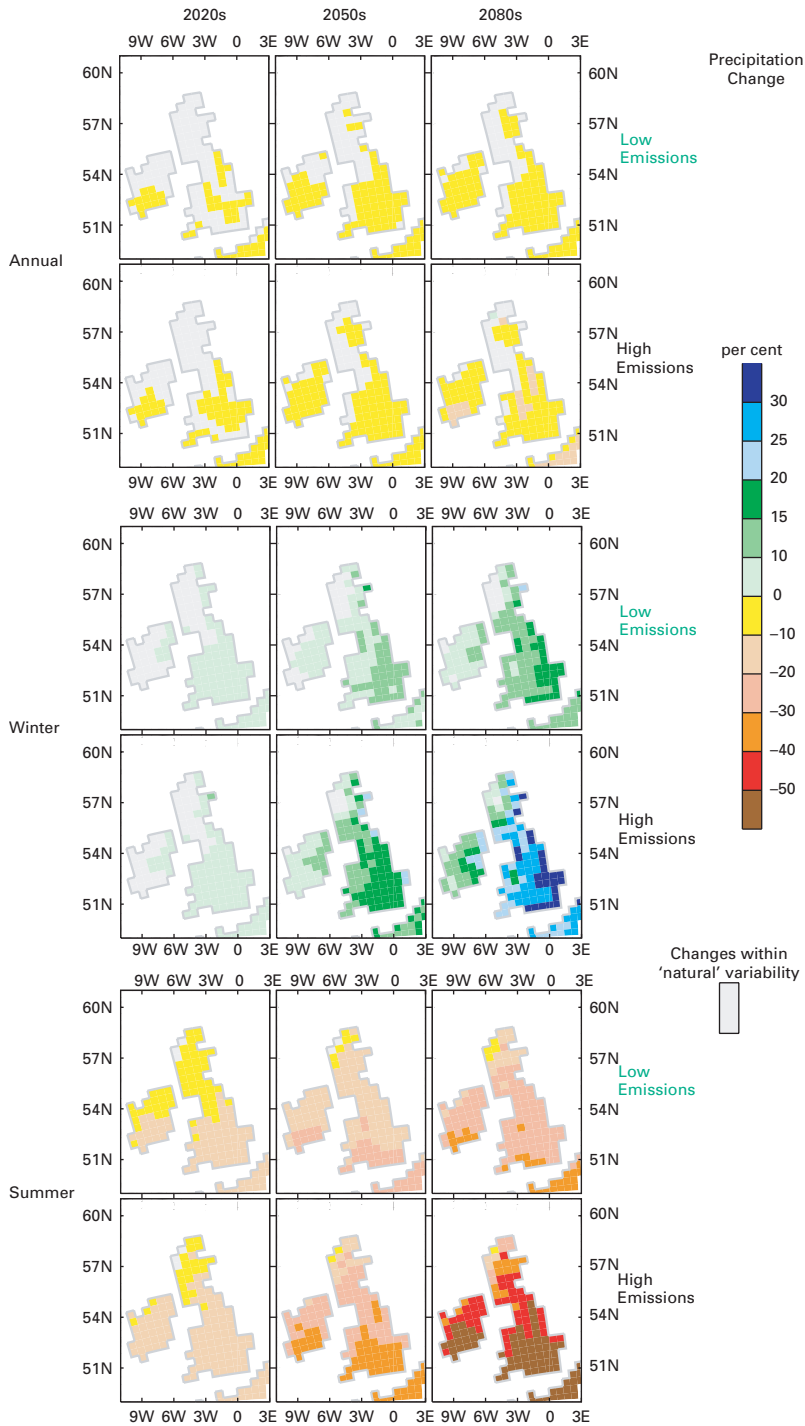 2020s 2050s 2080s
9W 6W 3W 0 3E 9W 6W 3W 0 3E 9W 6W 3W 0 3E
Precipitation
Change
60N 60N
57N 57N
Low
Emissions
54N 54N
51N 51N
Annual
60N 60N
57N 57N
High
Emissions
54N 54N
51N 51N
9W 6W 3W 0 3E 9W 6W 3W 0 3E 9W 6W 3W 0 3E
per cent
30
25
20
15
10
0
–10
–20
–30
–40
–50
9W 6W 3W 0 3E 9W 6W 3W 0 3E 9W 6W 3W 0 3E
60N 60N
57N 57N
Low
Emissions
54N 54N
51N 51N
Winter
60N 60N
57N 57N
High
Emissions
54N 54N
51N 51N
9W 6W 3W 0 3E 9W 6W 3W 0 3E 9W 6W 3W 0 3E
Changes within
‘natural’ variability
9W 6W 3W 0 3E 9W 6W 3W 0 3E 9W 6W 3W 0 3E
60N 60N
57N 57N
Low
Emissions
54N 54N
51N 51N
Summer
60N 60N
57N 57N
High
Emissions
54N 54N
51N 51N
9W 6W 3W 0 3E 9W 6W 3W 0 3E 9W 6W 3W 0 3E